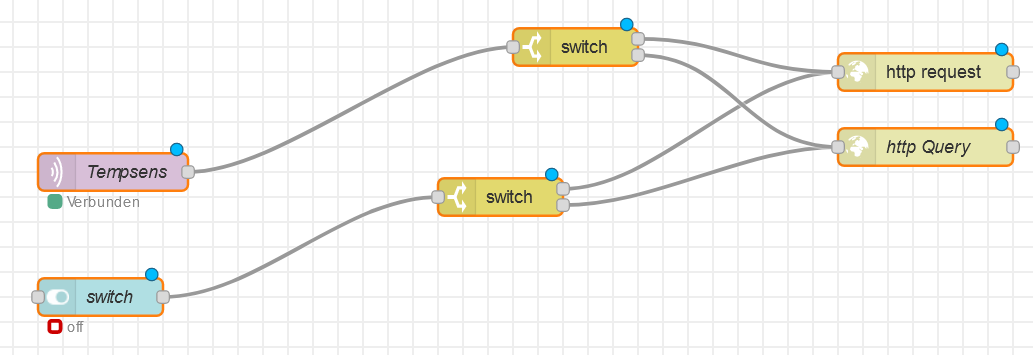 switch
http request
http Query
Tempsens
Verbunden
switch
switch
off